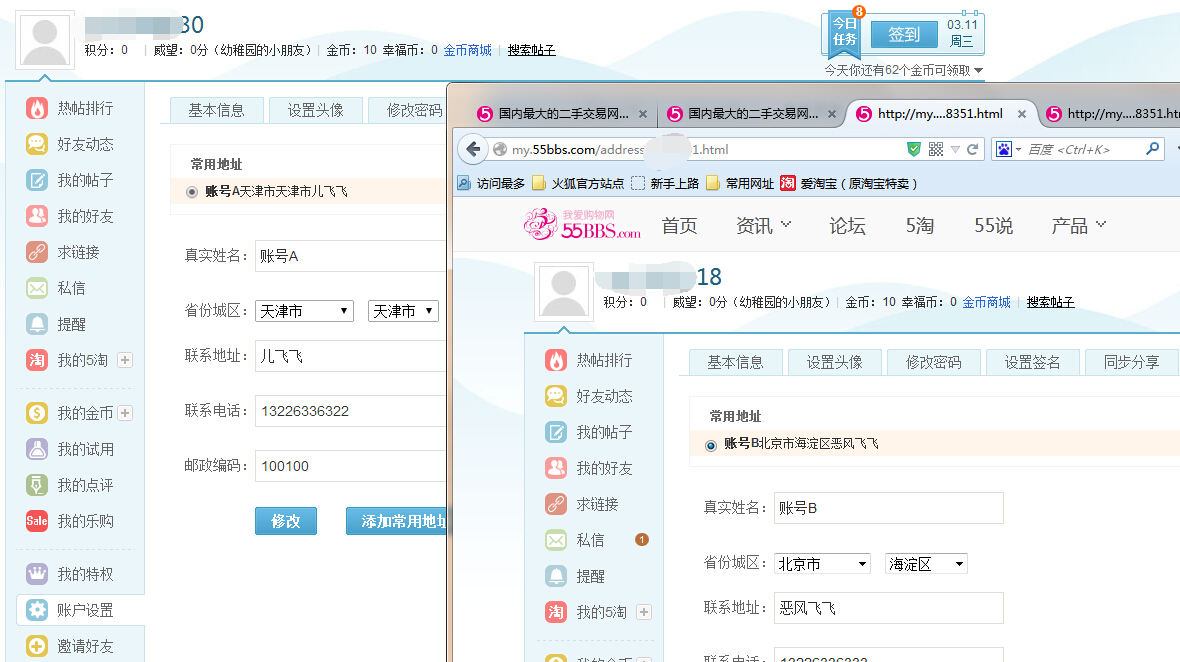 30
积分：0 | 威望：0分（幼稚园的小朋友） | 金币：10 幸福币：0 金币商城 | 搜索帖子
今日任务 8 签到 03.11 周三
今天你还有62个金币可领取
热帖排行
好友动态
我的帖子
我的好友
求链接
私信
提醒
淘 我的5淘
我的金币
我的试用
我的点评
Sale 我的乐购
我的特权
账户设置
邀请好友
基本信息 设置头像 修改密码
常用地址
账号A天津市天津市儿飞飞
真实姓名： 账号A
省份城区： 天津市 天津市
联系地址： 儿飞飞
联系电话： 13226336322
邮政编码： 100100
修改 添加常用地址
国内最大的二手交易网... × 国内最大的二手交易网... × http://my....8351.html × http://my....8351.ht
my.55bbs.com/address 1.html
百度 <Ctrl+K>
访问最多 火狐官方站点 新手上路 常用网址 淘 爱淘宝（原淘宝特卖）
我爱购物网
55BBS.com
首页 资讯 论坛 5淘 55说 产品
18
积分：0 | 威望：0分（幼稚园的小朋友） | 金币：10 幸福币：0 金币商城 | 搜索帖子
热帖排行
好友动态
我的帖子
我的好友
求链接
私信 1
提醒
淘 我的5淘
我的金币
基本信息 设置头像 修改密码 设置签名 同步分享
常用地址
账号B北京市海淀区恶风飞飞
真实姓名： 账号B
省份城区： 北京市 海淀区
联系地址： 恶风飞飞
联系电话：